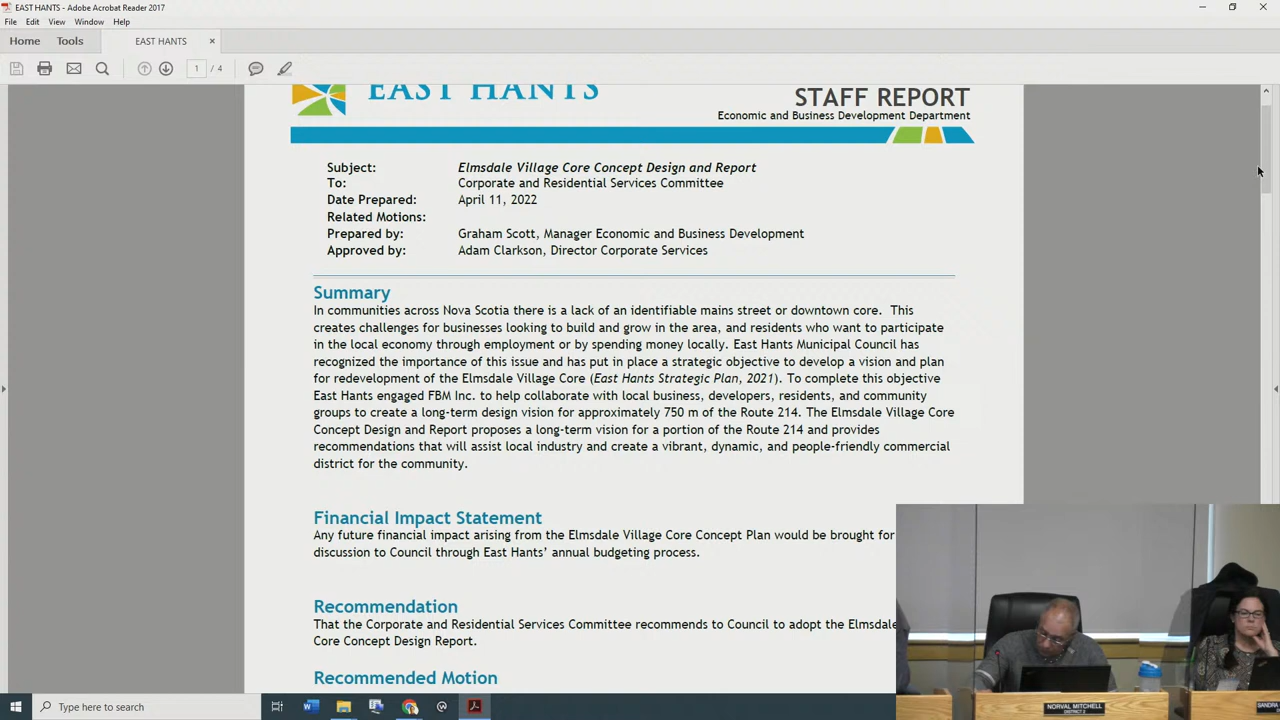 EAST HANTS - Adobe Acrobat Reader 2017
File Edit View Window Help
Home Tools EAST HANTS ×
1 / 4
EAST HANTS
STAFF REPORT
Economic and Business Development Department
Subject: Elmsdale Village Core Concept Design and Report
To: Corporate and Residential Services Committee
Date Prepared: April 11, 2022
Related Motions:
Prepared by: Graham Scott, Manager Economic and Business Development
Approved by: Adam Clarkson, Director Corporate Services
Summary
In communities across Nova Scotia there is a lack of an identifiable mains street or downtown core. This
creates challenges for businesses looking to build and grow in the area, and residents who want to participate
in the local economy through employment or by spending money locally. East Hants Municipal Council has
recognized the importance of this issue and has put in place a strategic objective to develop a vision and plan
for redevelopment of the Elmsdale Village Core (East Hants Strategic Plan, 2021). To complete this objective
East Hants engaged FBM Inc. to help collaborate with local business, developers, residents, and community
groups to create a long-term design vision for approximately 750 m of the Route 214. The Elmsdale Village Core
Concept Design and Report proposes a long-term vision for a portion of the Route 214 and provides
recommendations that will assist local industry and create a vibrant, dynamic, and people-friendly commercial
district for the community.
Financial Impact Statement
Any future financial impact arising from the Elmsdale Village Core Concept Plan would be brought for
discussion to Council through East Hants' annual budgeting process.
Recommendation
That the Corporate and Residential Services Committee recommends to Council to adopt the Elmsdale
Core Concept Design Report.
Recommended Motion
NORVAL MITCHELL
DISTRICT 2
SANDRA
Type here to search